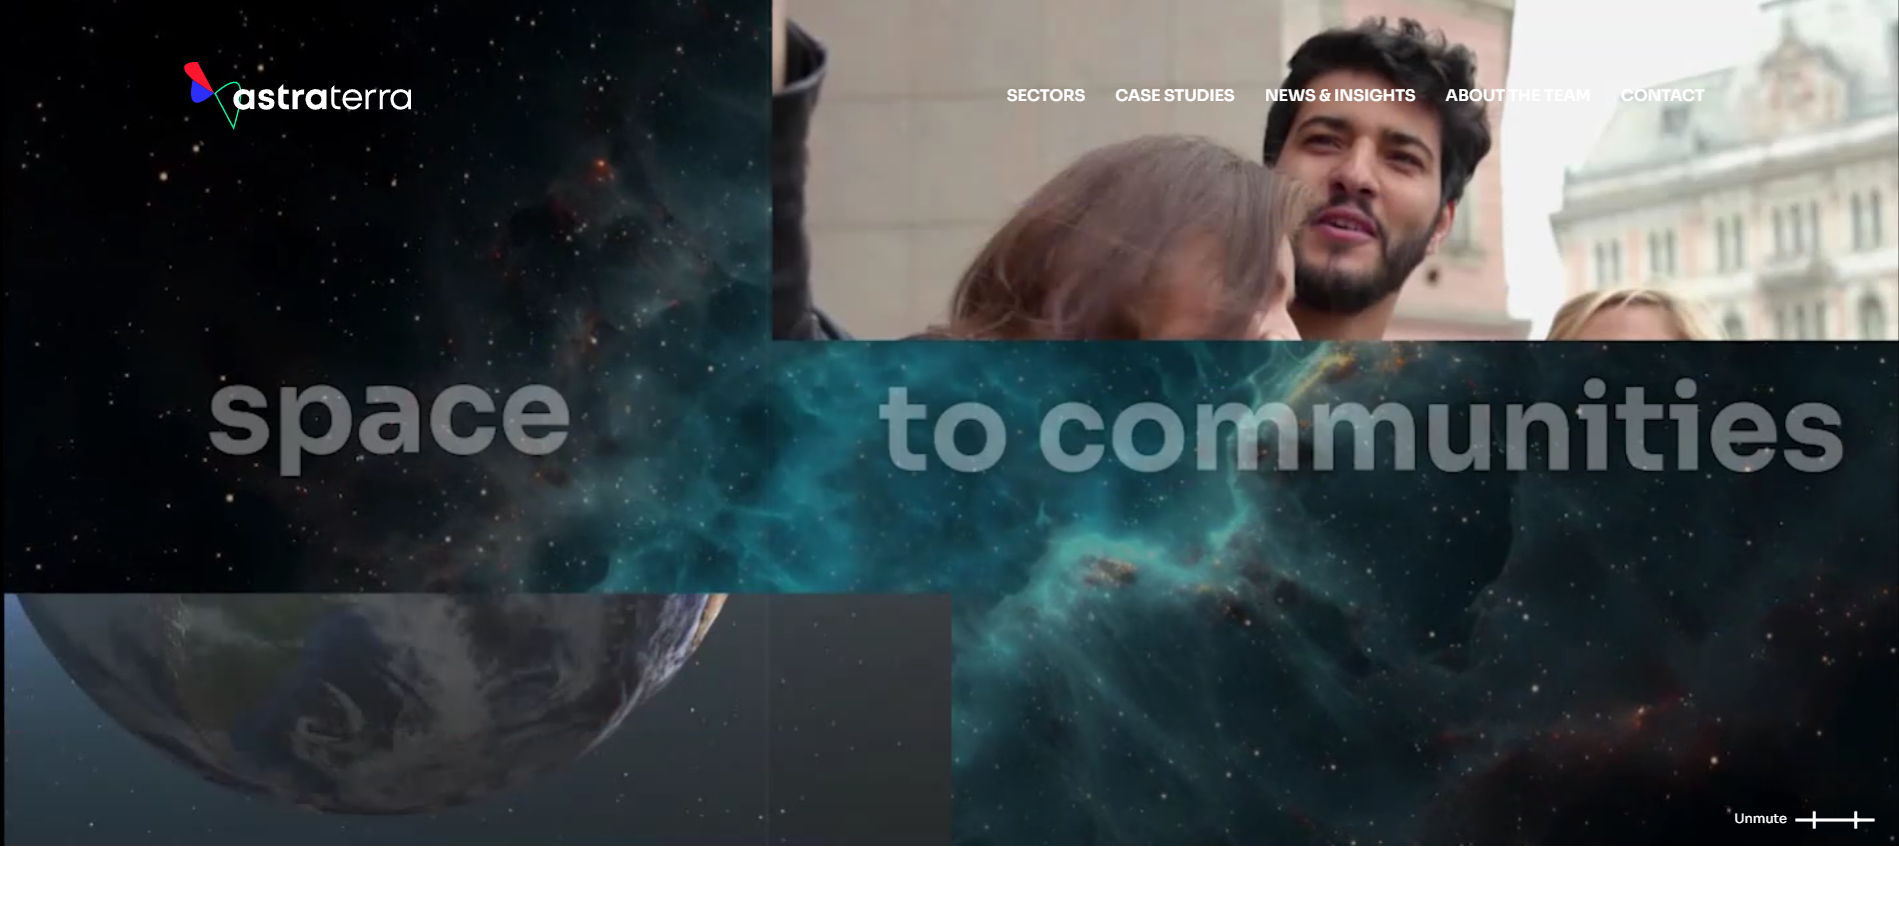 astraterra
SECTORS CASE STUDIES NEWS & INSIGHTS ABOUT THE TEAM CONTACT
space to communities
Unmute